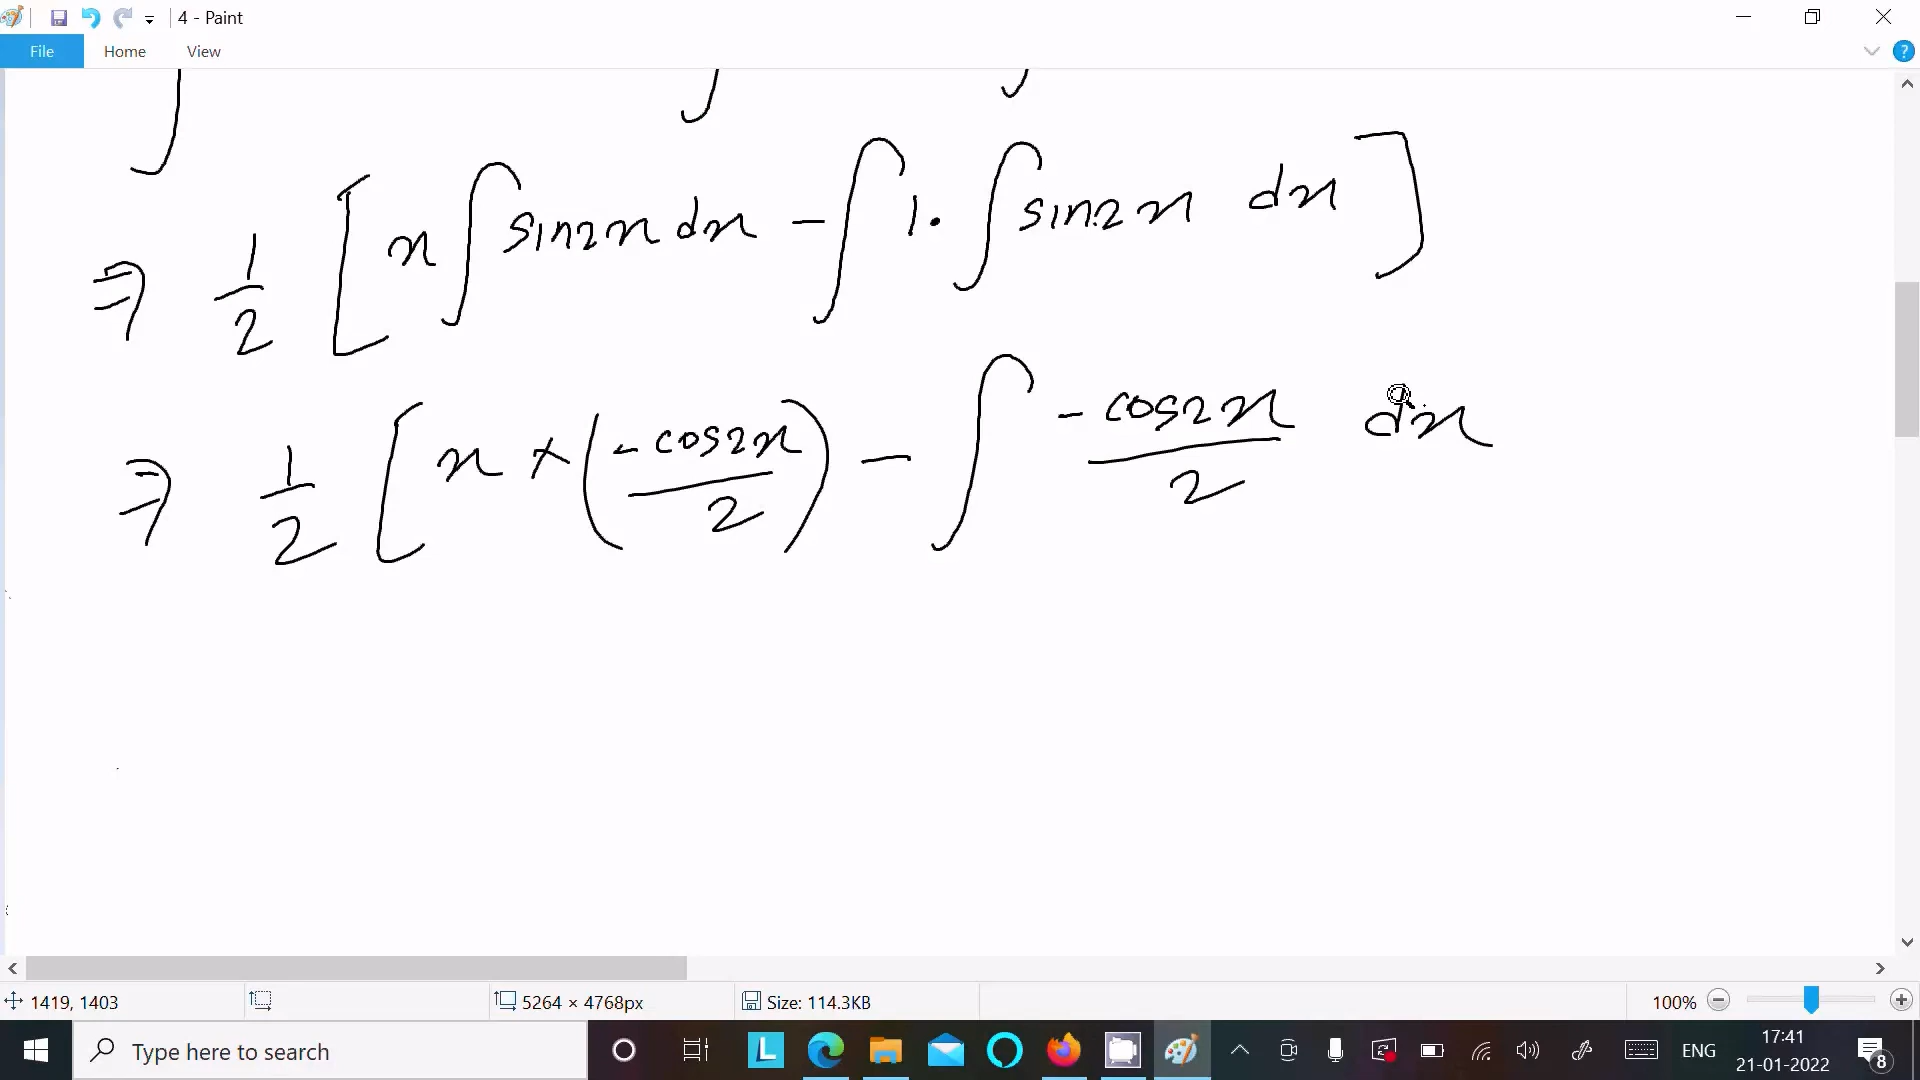 4 - Paint
File Home View
⇒ 1/2 [ x ∫ sin2x dx - ∫ 1. ∫ sin2x dx ]
⇒ 1/2 [ x × (-cos2x/2) - ∫ -cos2x/2 dx
1419, 1403 5264 × 4768px Size: 114.3KB 100%
Type here to search L ENG 17:41
21-01-2022 8